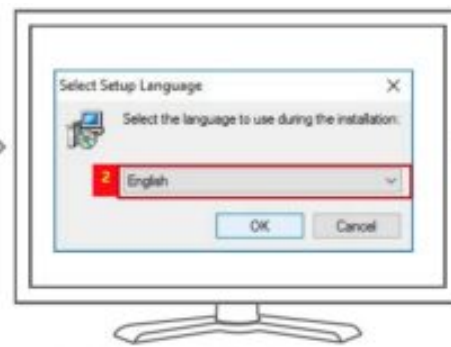 Select Setup Language
Select the language to use during the installation:
2
English
OK
Cancel